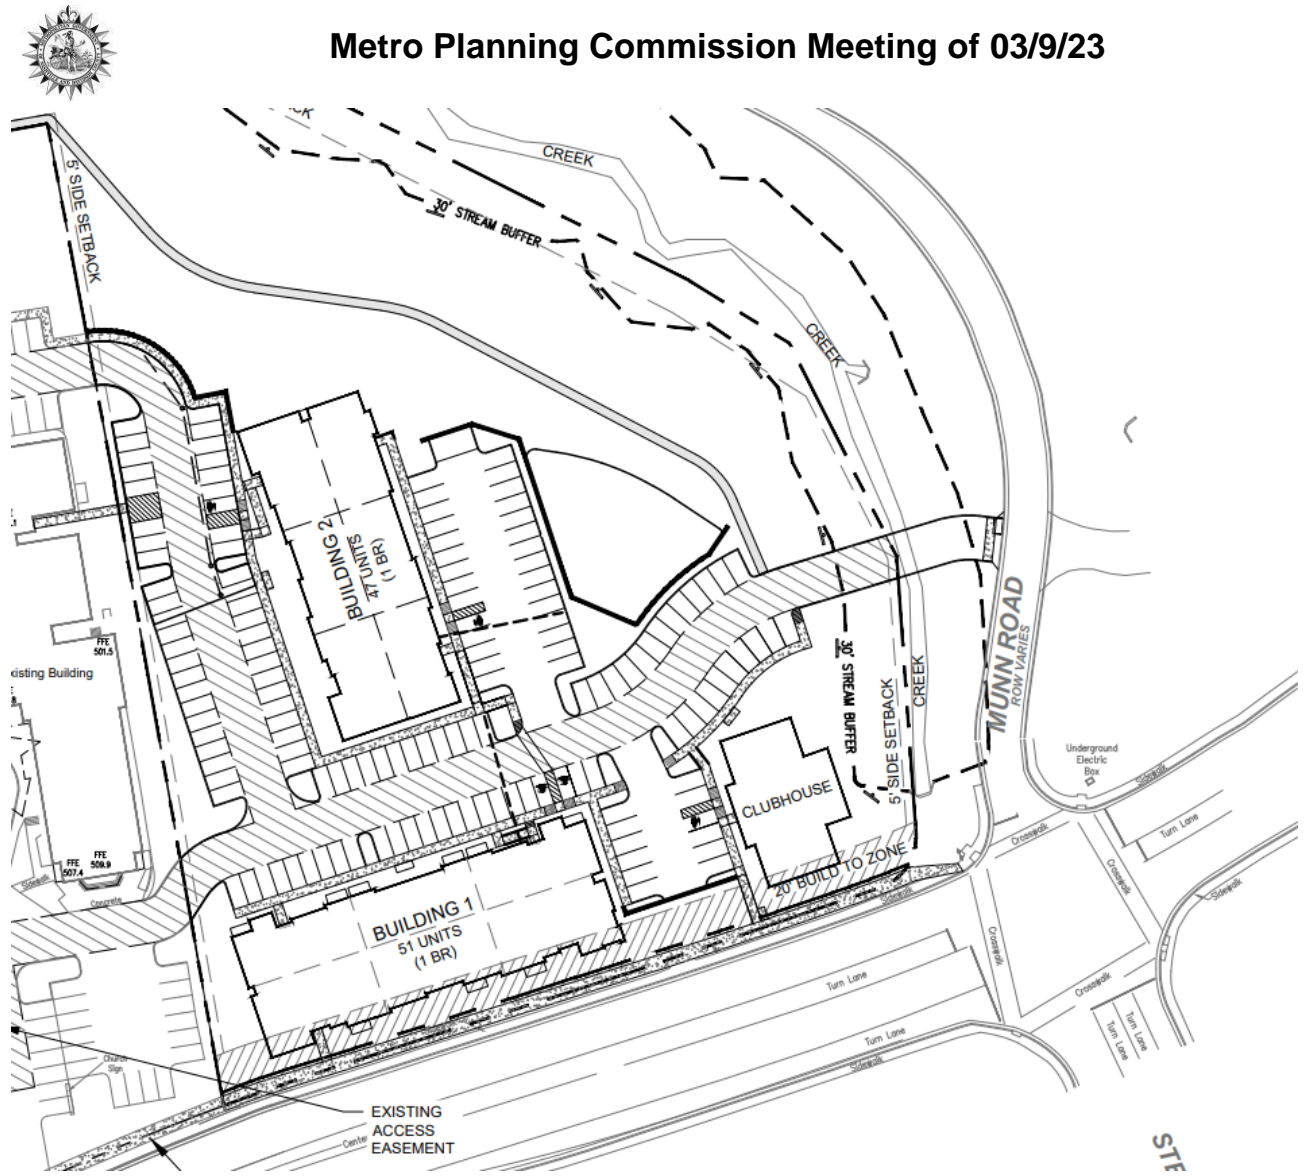 Metro Planning Commission Meeting of 03/9/23
CK
CREEK
5' SIDE SETBACK
30' STREAM BUFFER
CREEK
BUILDING 2
47 UNITS
(1 BR)
MUNN ROAD
ROW VARIES
FFE
501.5
xisting Building
30' STREAM BUFFER
5' SIDE SETBACK
CREEK
Underground
Electric
Box
Sidewalk
CLUBHOUSE
Turn Lane
Crosswalk
20' BUILD TO ZONE
Sidewalk
Crosswalk
Sidewalk
FFE
507.4
FFE
509.9
Sidewalk
Concrete
BUILDING 1
51 UNITS
(1 BR)
Crosswalk
Turn Lane
Crosswalk
Turn Lane
Turn Lane
Turn Lane
Sidewalk
Church
Sign
EXISTING
ACCESS
EASEMENT
Center
STE